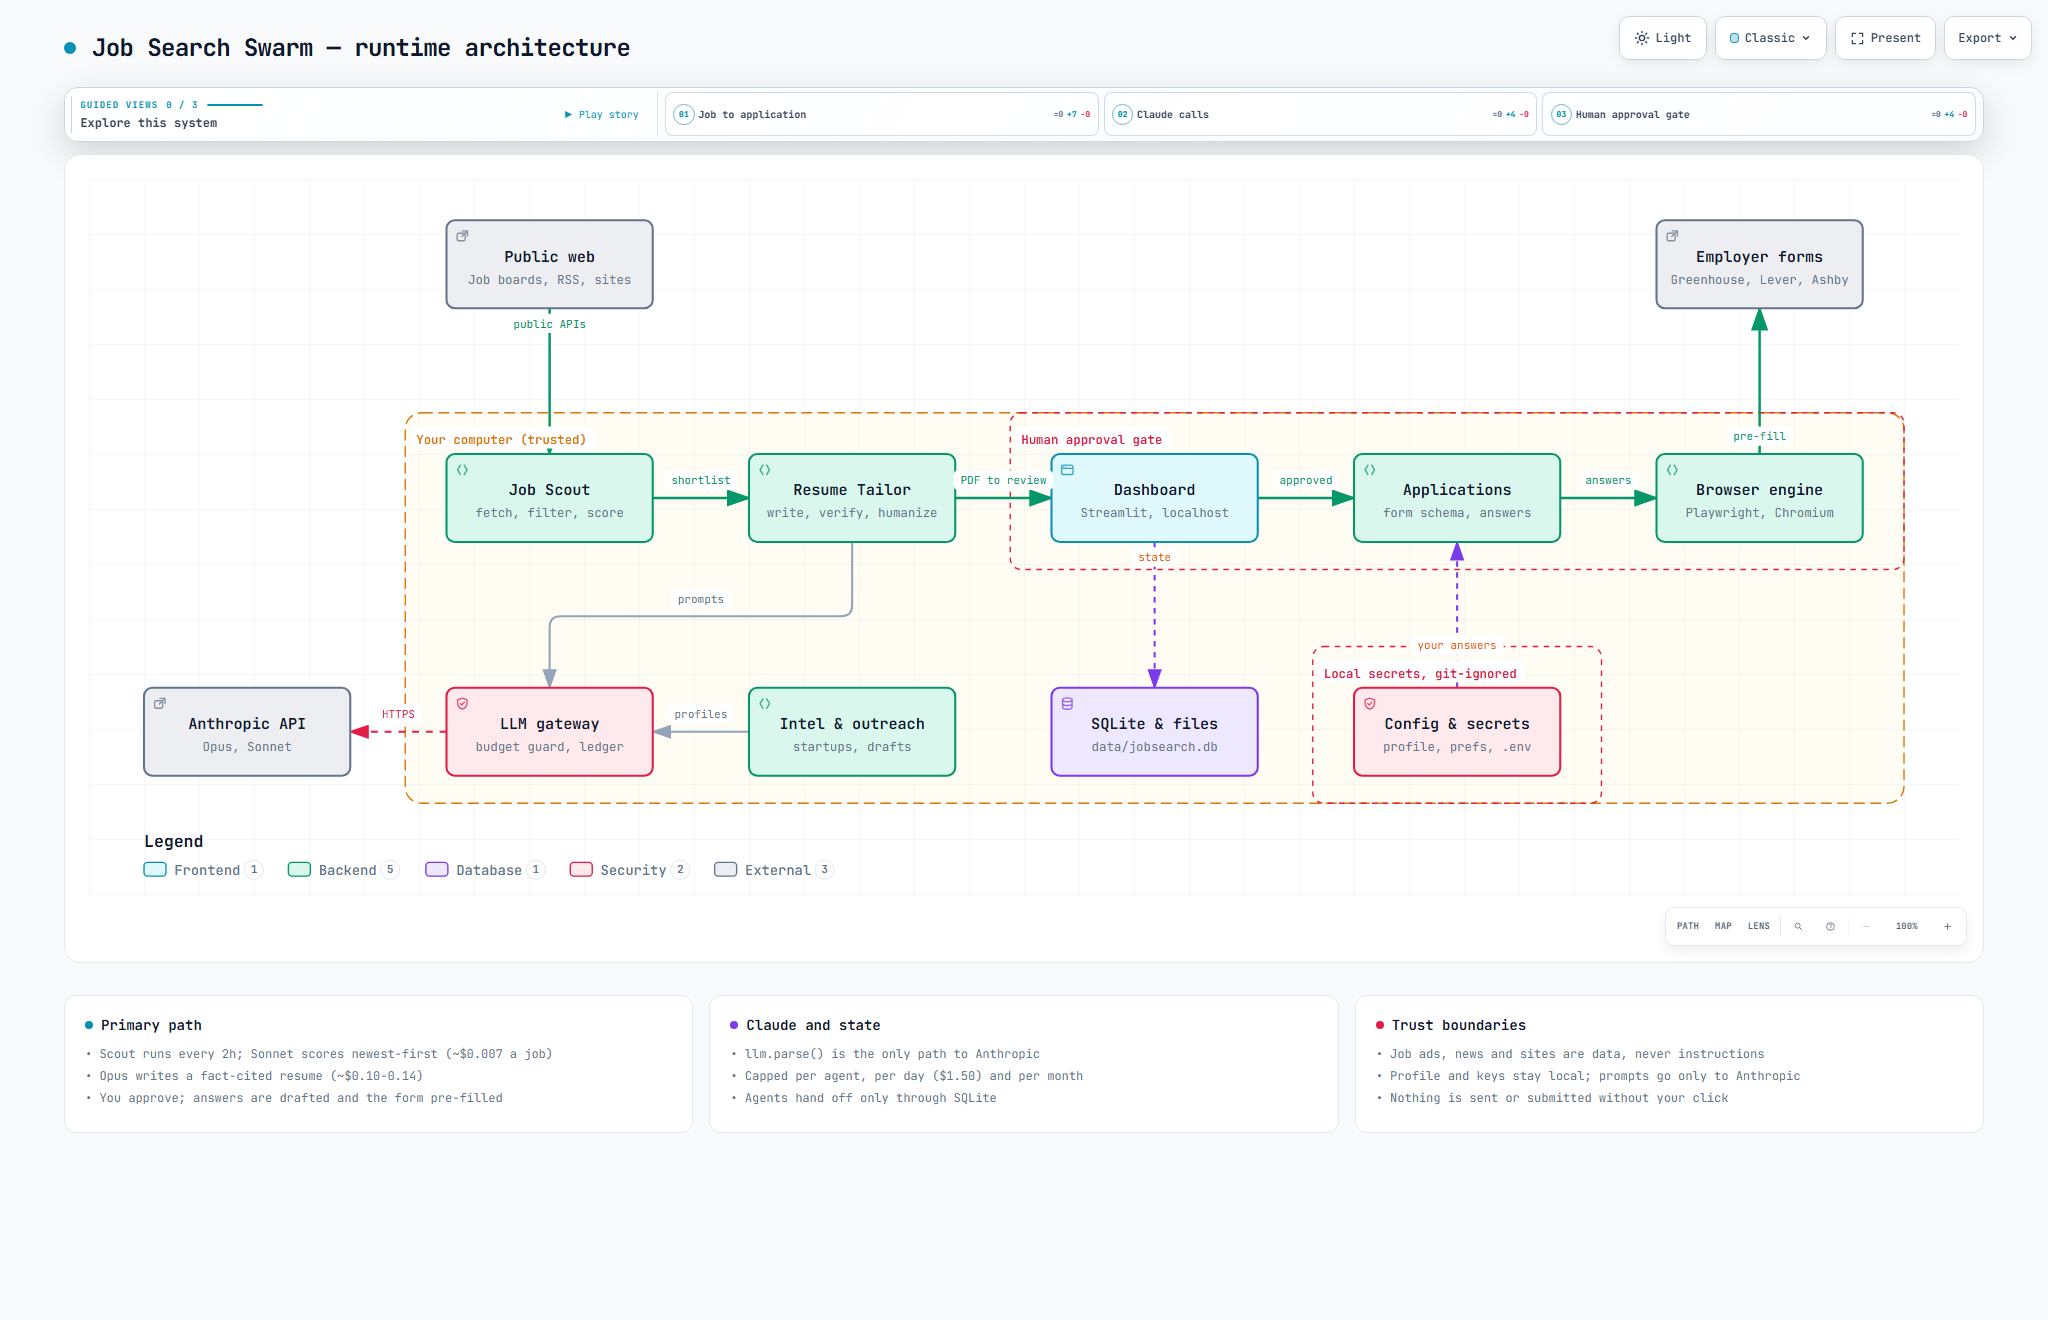 Job Search Swarm — runtime architecture
Light
Classic
Present
Export
GUIDED VIEWS 0 / 3
Explore this system
▶ Play story
01 Job to application =0 +7 -0
02 Claude calls =0 +4 -0
03 Human approval gate =0 +4 -0
Public web
Job boards, RSS, sites
Employer forms
Greenhouse, Lever, Ashby
public APIs
pre-fill
Your computer (trusted)
Human approval gate
Job Scout
fetch, filter, score
shortlist
Resume Tailor
write, verify, humanize
PDF to review
Dashboard
Streamlit, localhost
approved
Applications
form schema, answers
answers
Browser engine
Playwright, Chromium
state
prompts
your answers
Local secrets, git-ignored
Anthropic API
Opus, Sonnet
HTTPS
LLM gateway
budget guard, ledger
profiles
Intel & outreach
startups, drafts
SQLite & files
data/jobsearch.db
Config & secrets
profile, prefs, .env
Legend
Frontend 1
Backend 5
Database 1
Security 2
External 3
PATH MAP LENS − 100% +
Primary path
• Scout runs every 2h; Sonnet scores newest-first (~$0.007 a job)
• Opus writes a fact-cited resume (~$0.10-0.14)
• You approve; answers are drafted and the form pre-filled
Claude and state
• llm.parse() is the only path to Anthropic
• Capped per agent, per day ($1.50) and per month
• Agents hand off only through SQLite
Trust boundaries
• Job ads, news and sites are data, never instructions
• Profile and keys stay local; prompts go only to Anthropic
• Nothing is sent or submitted without your click